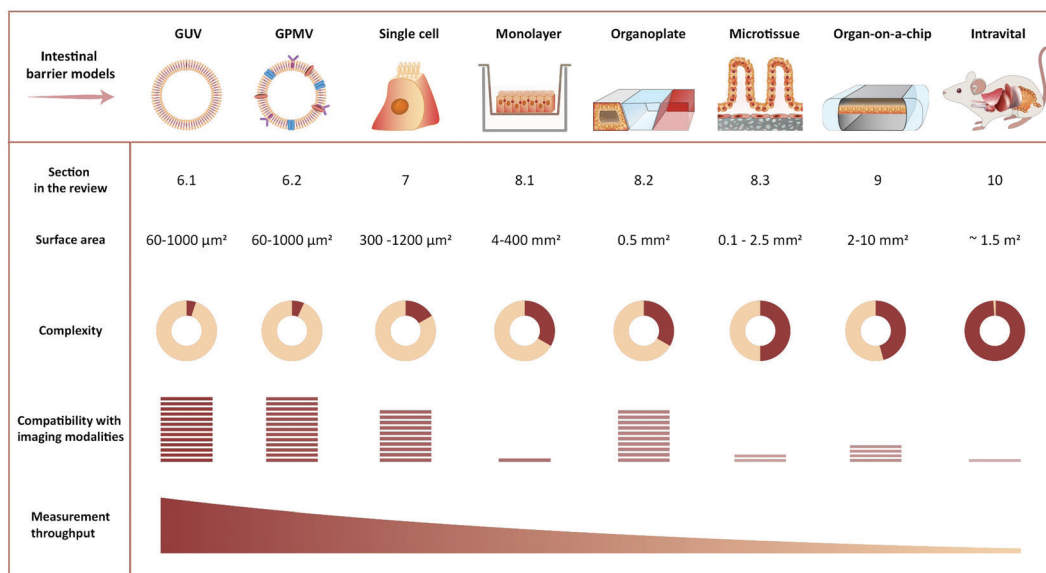 Intestinal
barrier models
GUV
GPMV
Single cell
Monolayer
Organoplate
Microtissue
Organ-on-a-chip
Intravital
Section
in the review
6.1
6.2
7
8.1
8.2
8.3
9
10
Surface area
60-1000 µm²
60-1000 µm²
300 -1200 µm²
4-400 mm²
0.5 mm²
0.1 - 2.5 mm²
2-10 mm²
~ 1.5 m²
Complexity
Compatibility with
imaging modalities
Measurement
throughput